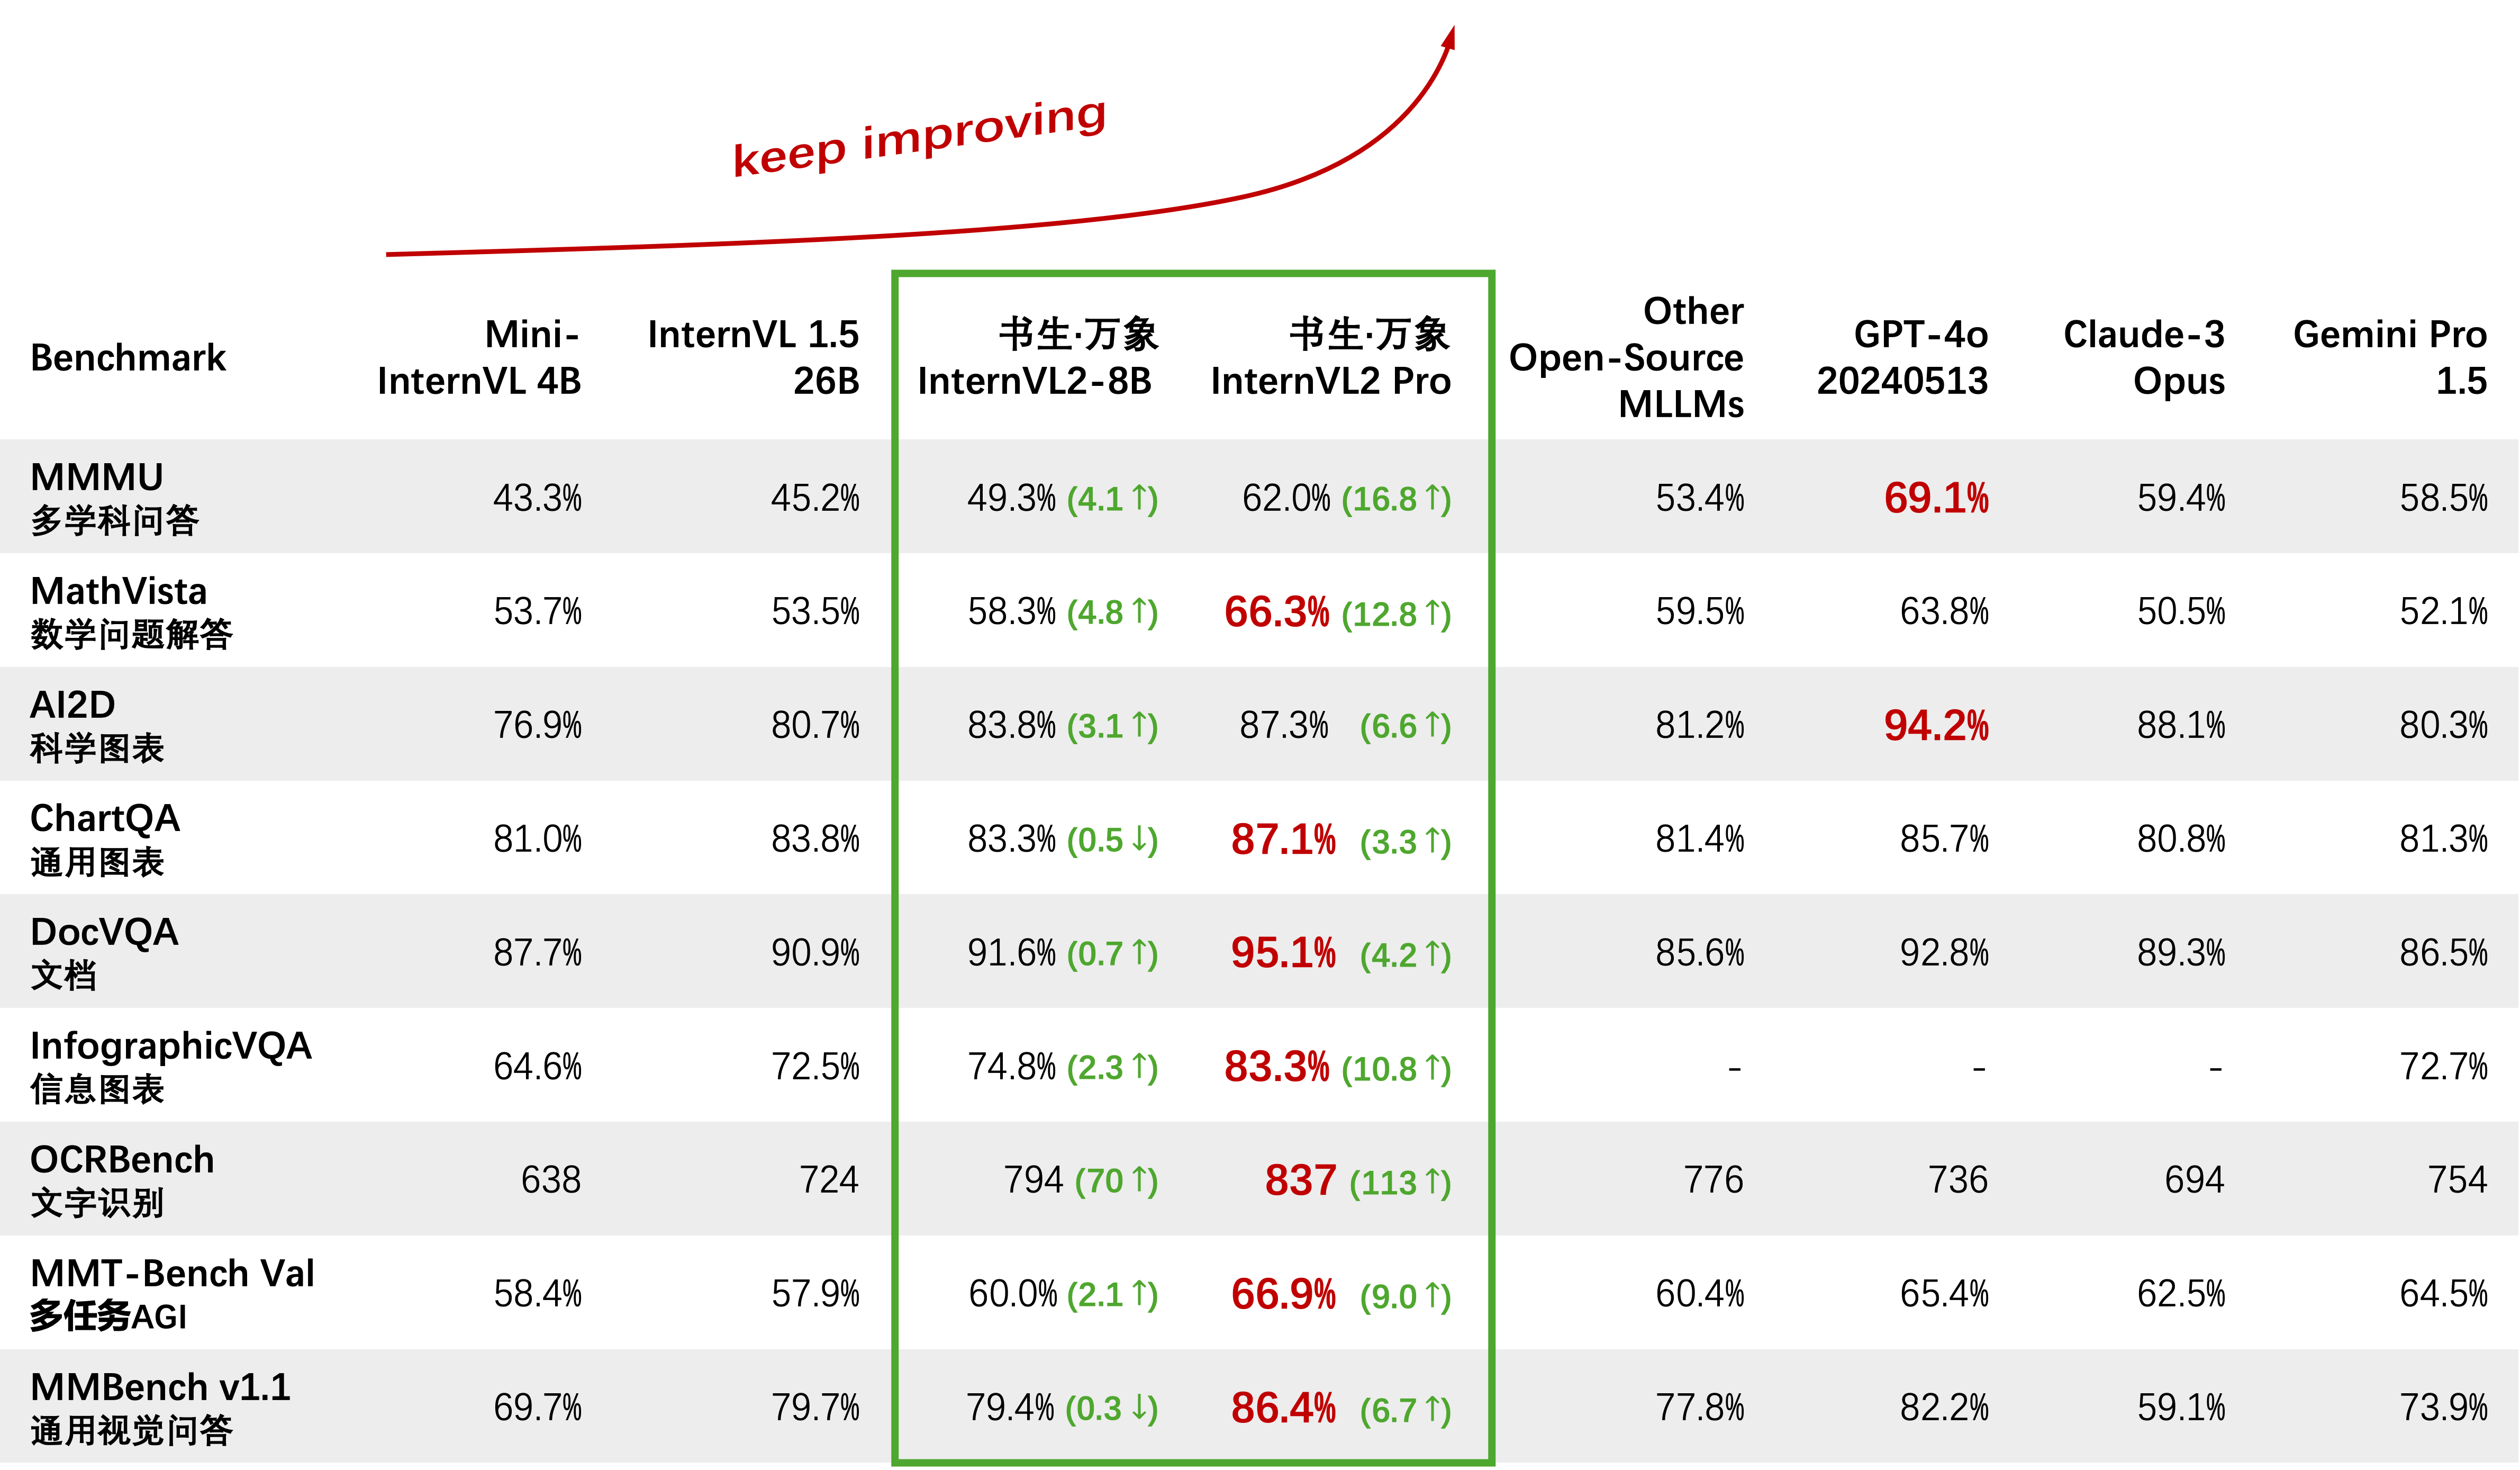 keep improving
Benchmark
Mini-
InternVL 4B
InternVL 1.5
26B
书生·万象
InternVL2-8B
书生·万象
InternVL2 Pro
Other
Open-Source
MLLMs
GPT-4o
20240513
Claude-3
Opus
Gemini Pro
1.5
MMMU
多学科问答
43.3% 45.2% 49.3% (4.1↑) 62.0% (16.8↑) 53.4% 69.1% 59.4% 58.5%
MathVista
数学问题解答
53.7% 53.5% 58.3% (4.8↑) 66.3% (12.8↑) 59.5% 63.8% 50.5% 52.1%
AI2D
科学图表
76.9% 80.7% 83.8% (3.1↑) 87.3% (6.6↑) 81.2% 94.2% 88.1% 80.3%
ChartQA
通用图表
81.0% 83.8% 83.3% (0.5↓) 87.1% (3.3↑) 81.4% 85.7% 80.8% 81.3%
DocVQA
文档
87.7% 90.9% 91.6% (0.7↑) 95.1% (4.2↑) 85.6% 92.8% 89.3% 86.5%
InfographicVQA
信息图表
64.6% 72.5% 74.8% (2.3↑) 83.3% (10.8↑) - - - 72.7%
OCRBench
文字识别
638 724 794 (70↑) 837 (113↑) 776 736 694 754
MMT-Bench Val
多任务AGI
58.4% 57.9% 60.0% (2.1↑) 66.9% (9.0↑) 60.4% 65.4% 62.5% 64.5%
MMBench v1.1
通用视觉问答
69.7% 79.7% 79.4% (0.3↓) 86.4% (6.7↑) 77.8% 82.2% 59.1% 73.9%